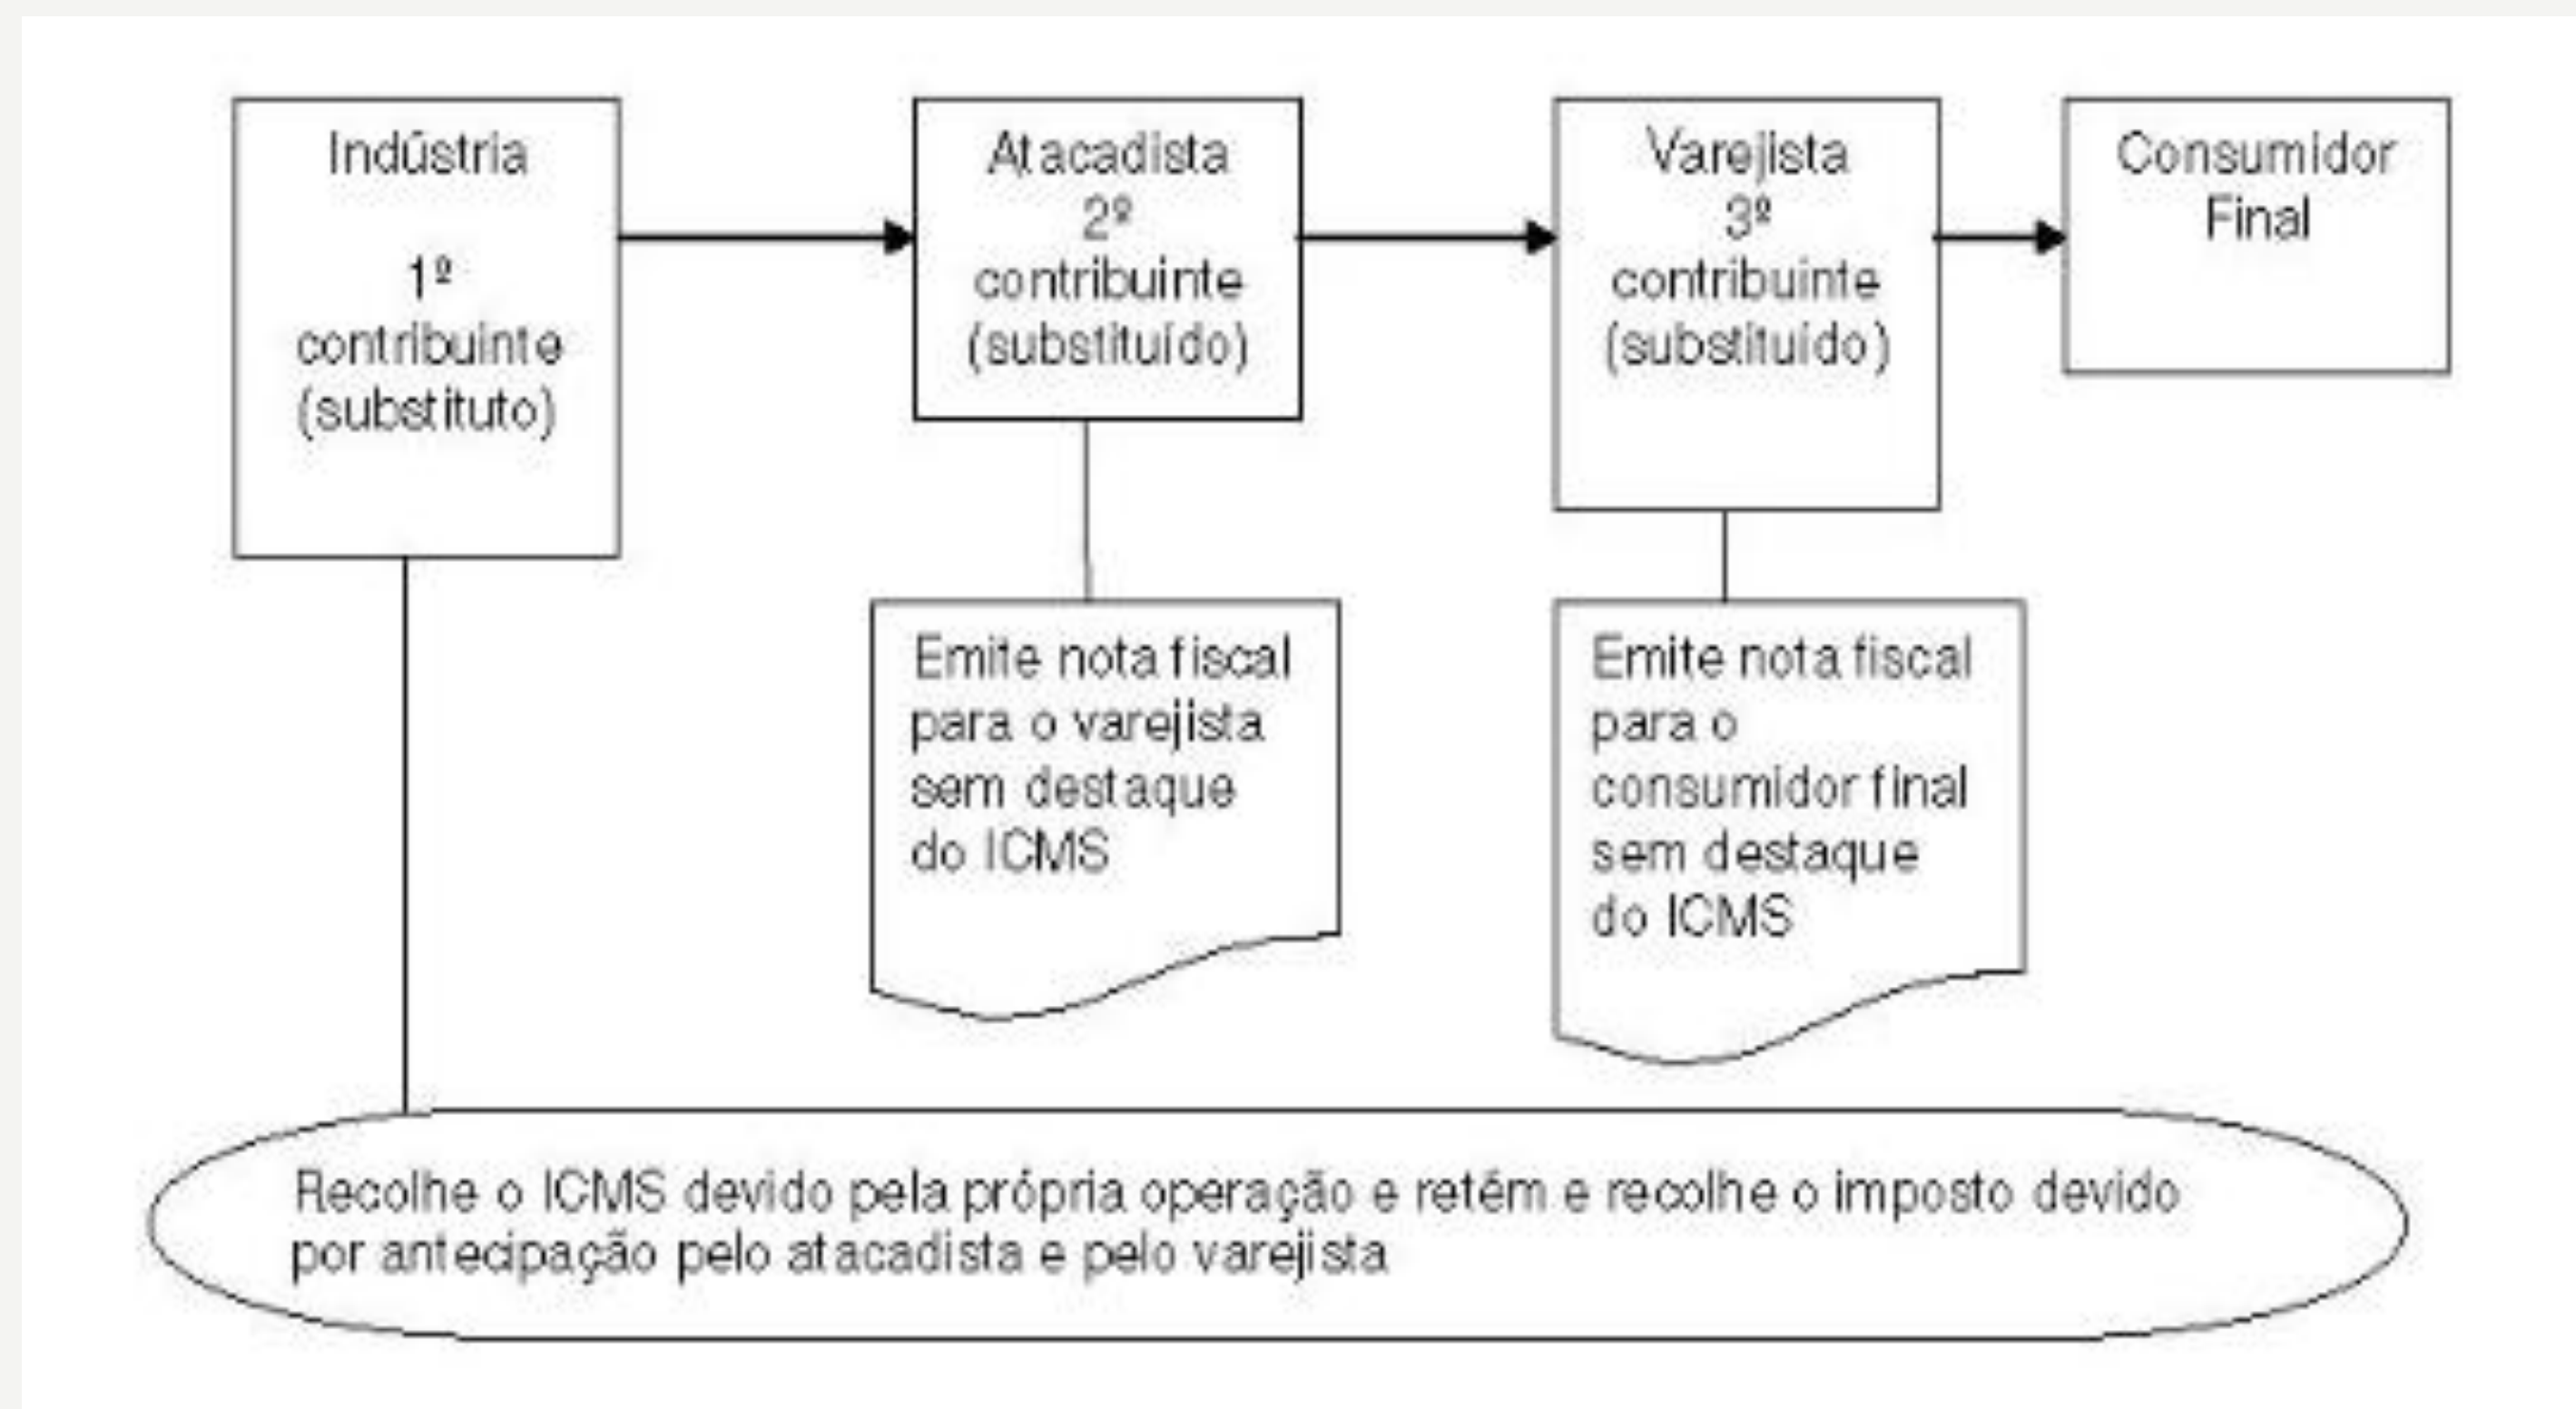 Indústria
1º
contribuinte
(substituto)
Atacadista
2º
contribuinte
(substituído)
Varejista
3º
contribuinte
(substituído)
Consumidor
Final
Emite nota fiscal
para o varejista
sem destaque
do ICMS
Emite nota fiscal
para o
consumidor final
sem destaque
do ICMS
Recolhe o ICMS devido pela própria operação e retém e recolhe o imposto devido
por antecipação pelo atacadista e pelo varejista